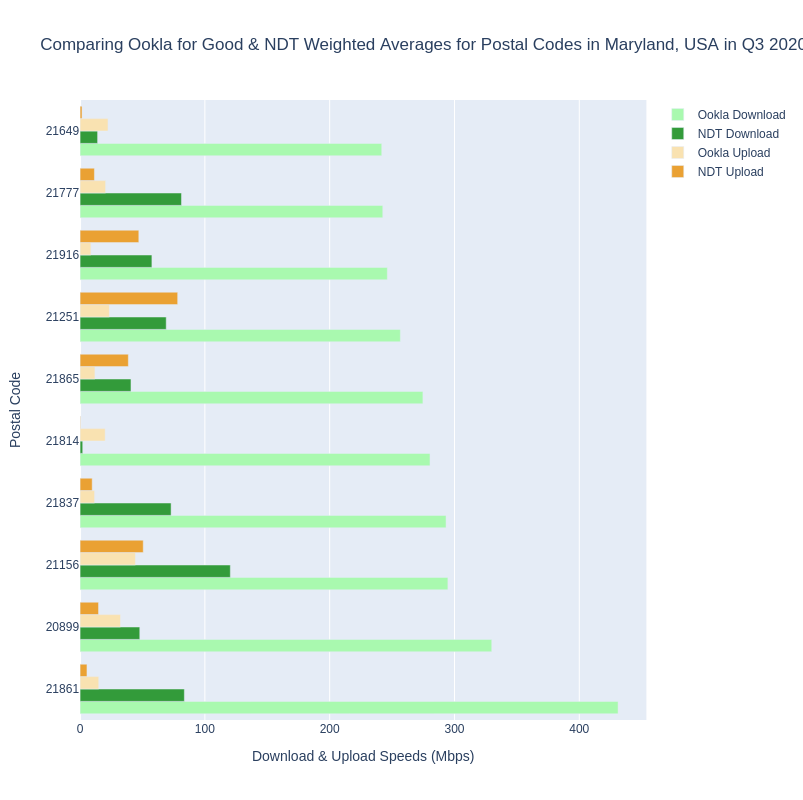 Comparing Ookla for Good & NDT Weighted Averages for Postal Codes in Maryland, USA in Q3 2020
Ookla Download
NDT Download
Ookla Upload
NDT Upload
Postal Code
21649
21777
21916
21251
21865
21814
21837
21156
20899
21861
0 100 200 300 400
Download & Upload Speeds (Mbps)